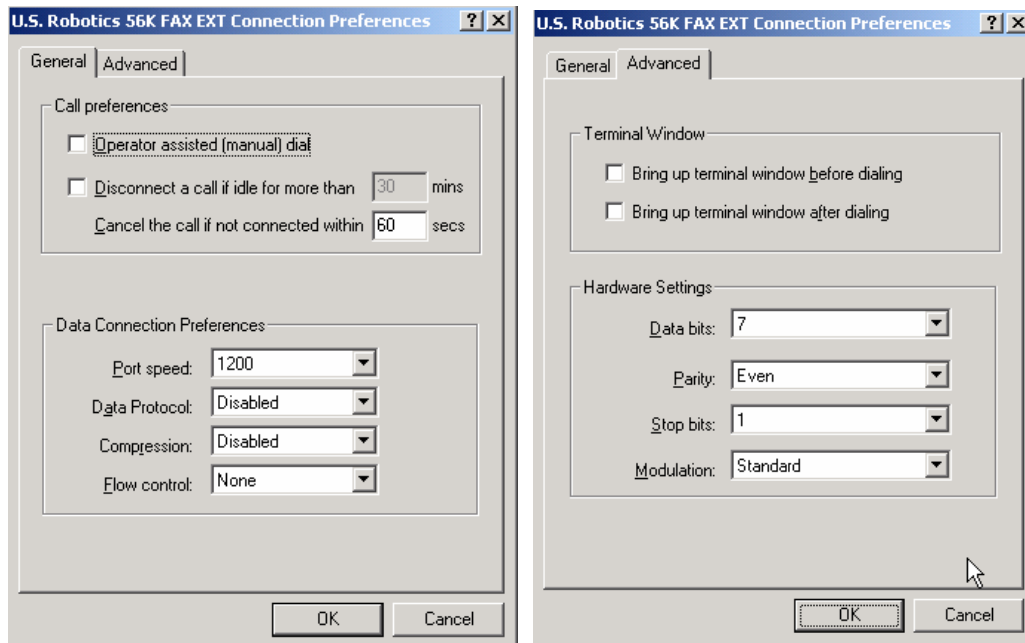 U.S. Robotics 56K FAX EXT Connection Preferences
General Advanced
Call preferences
Operator assisted (manual) dial
Disconnect a call if idle for more than 30 mins
Cancel the call if not connected within 60 secs
Data Connection Preferences
Port speed: 1200
Data Protocol: Disabled
Compression: Disabled
Flow control: None
OK Cancel
U.S. Robotics 56K FAX EXT Connection Preferences
General Advanced
Terminal Window
Bring up terminal window before dialing
Bring up terminal window after dialing
Hardware Settings
Data bits: 7
Parity: Even
Stop bits: 1
Modulation: Standard
OK Cancel